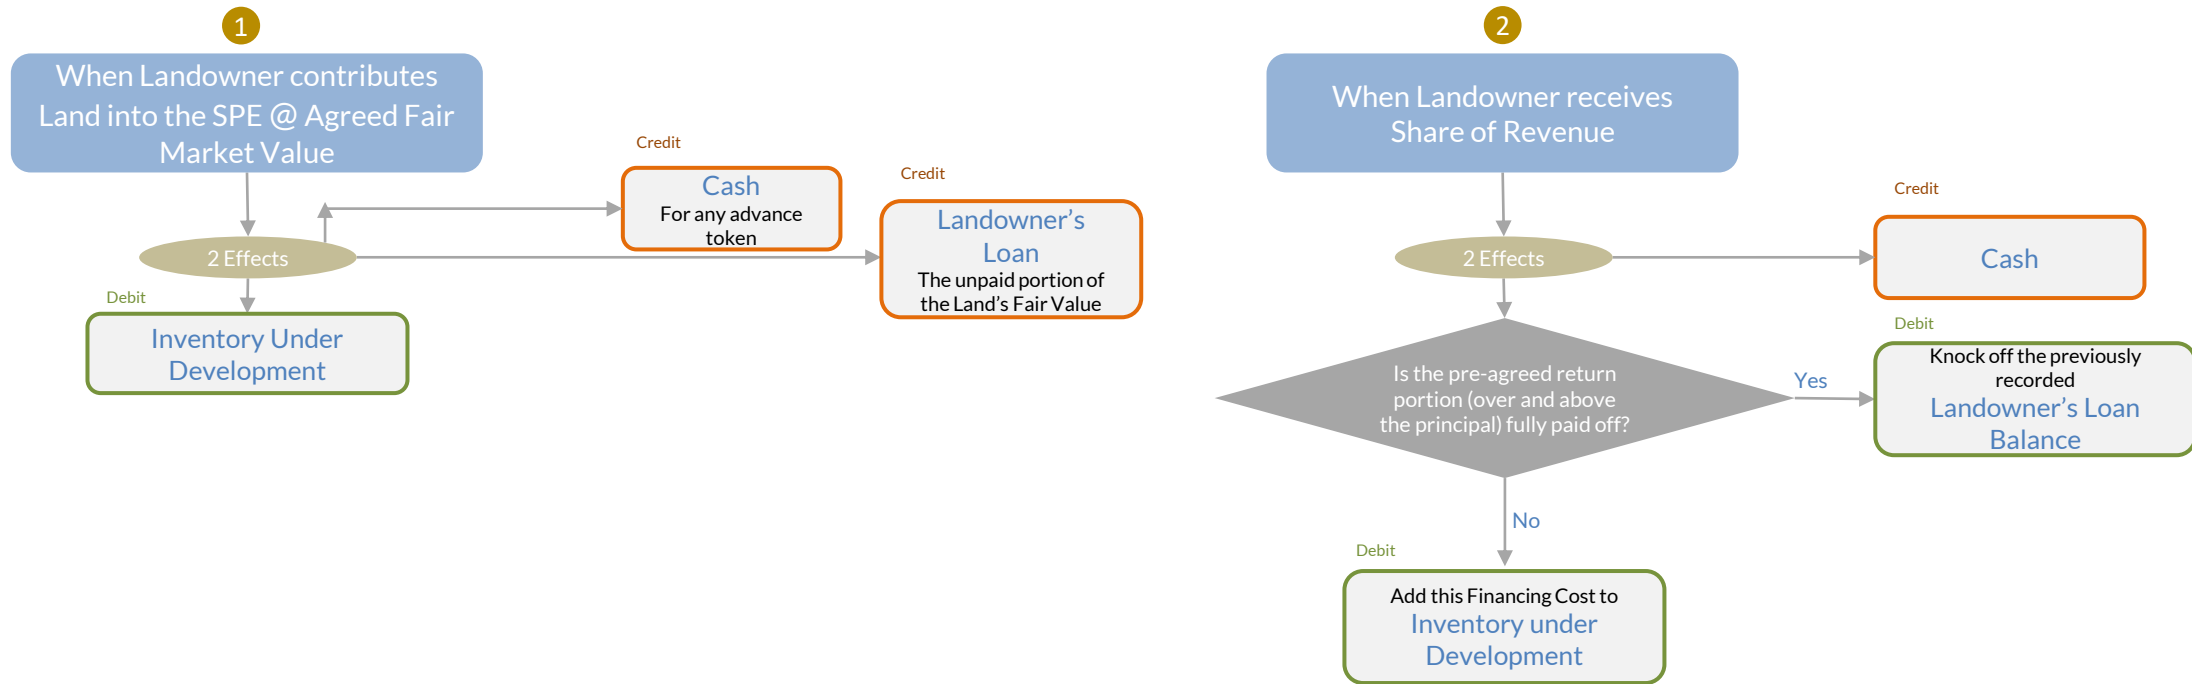 1
When Landowner contributes
Land into the SPE @ Agreed Fair
Market Value
2 Effects
Credit
Cash
For any advance
token
Credit
Landowner's
Loan
The unpaid portion of
the Land's Fair Value
Debit
Inventory Under
Development
2
When Landowner receives
Share of Revenue
2 Effects
Credit
Cash
Is the pre-agreed return
portion (over and above
the principal) fully paid off?
Yes
Debit
Knock off the previously
recorded
Landowner's Loan
Balance
No
Debit
Add this Financing Cost to
Inventory under
Development